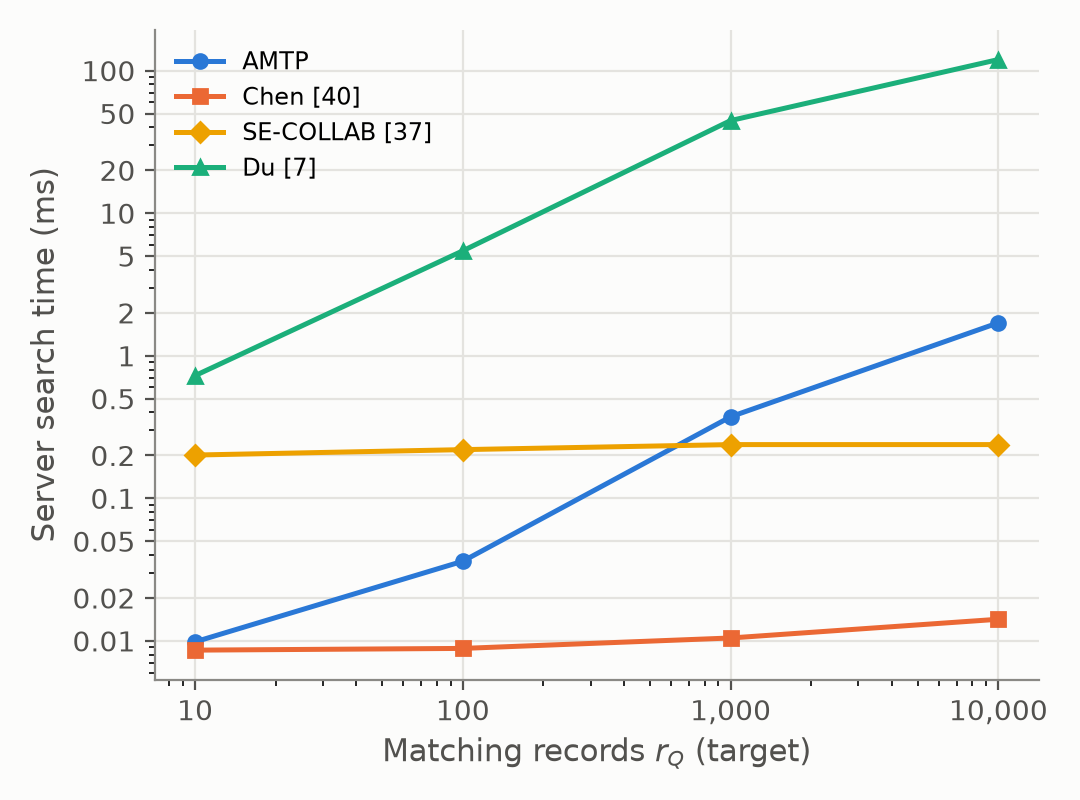 AMTP
Chen [40]
SE-COLLAB [37]
Du [7]
Server search time (ms)
100
50
20
10
5
2
1
0.5
0.2
0.1
0.05
0.02
0.01
10 100 1,000 10,000
Matching records r_Q (target)